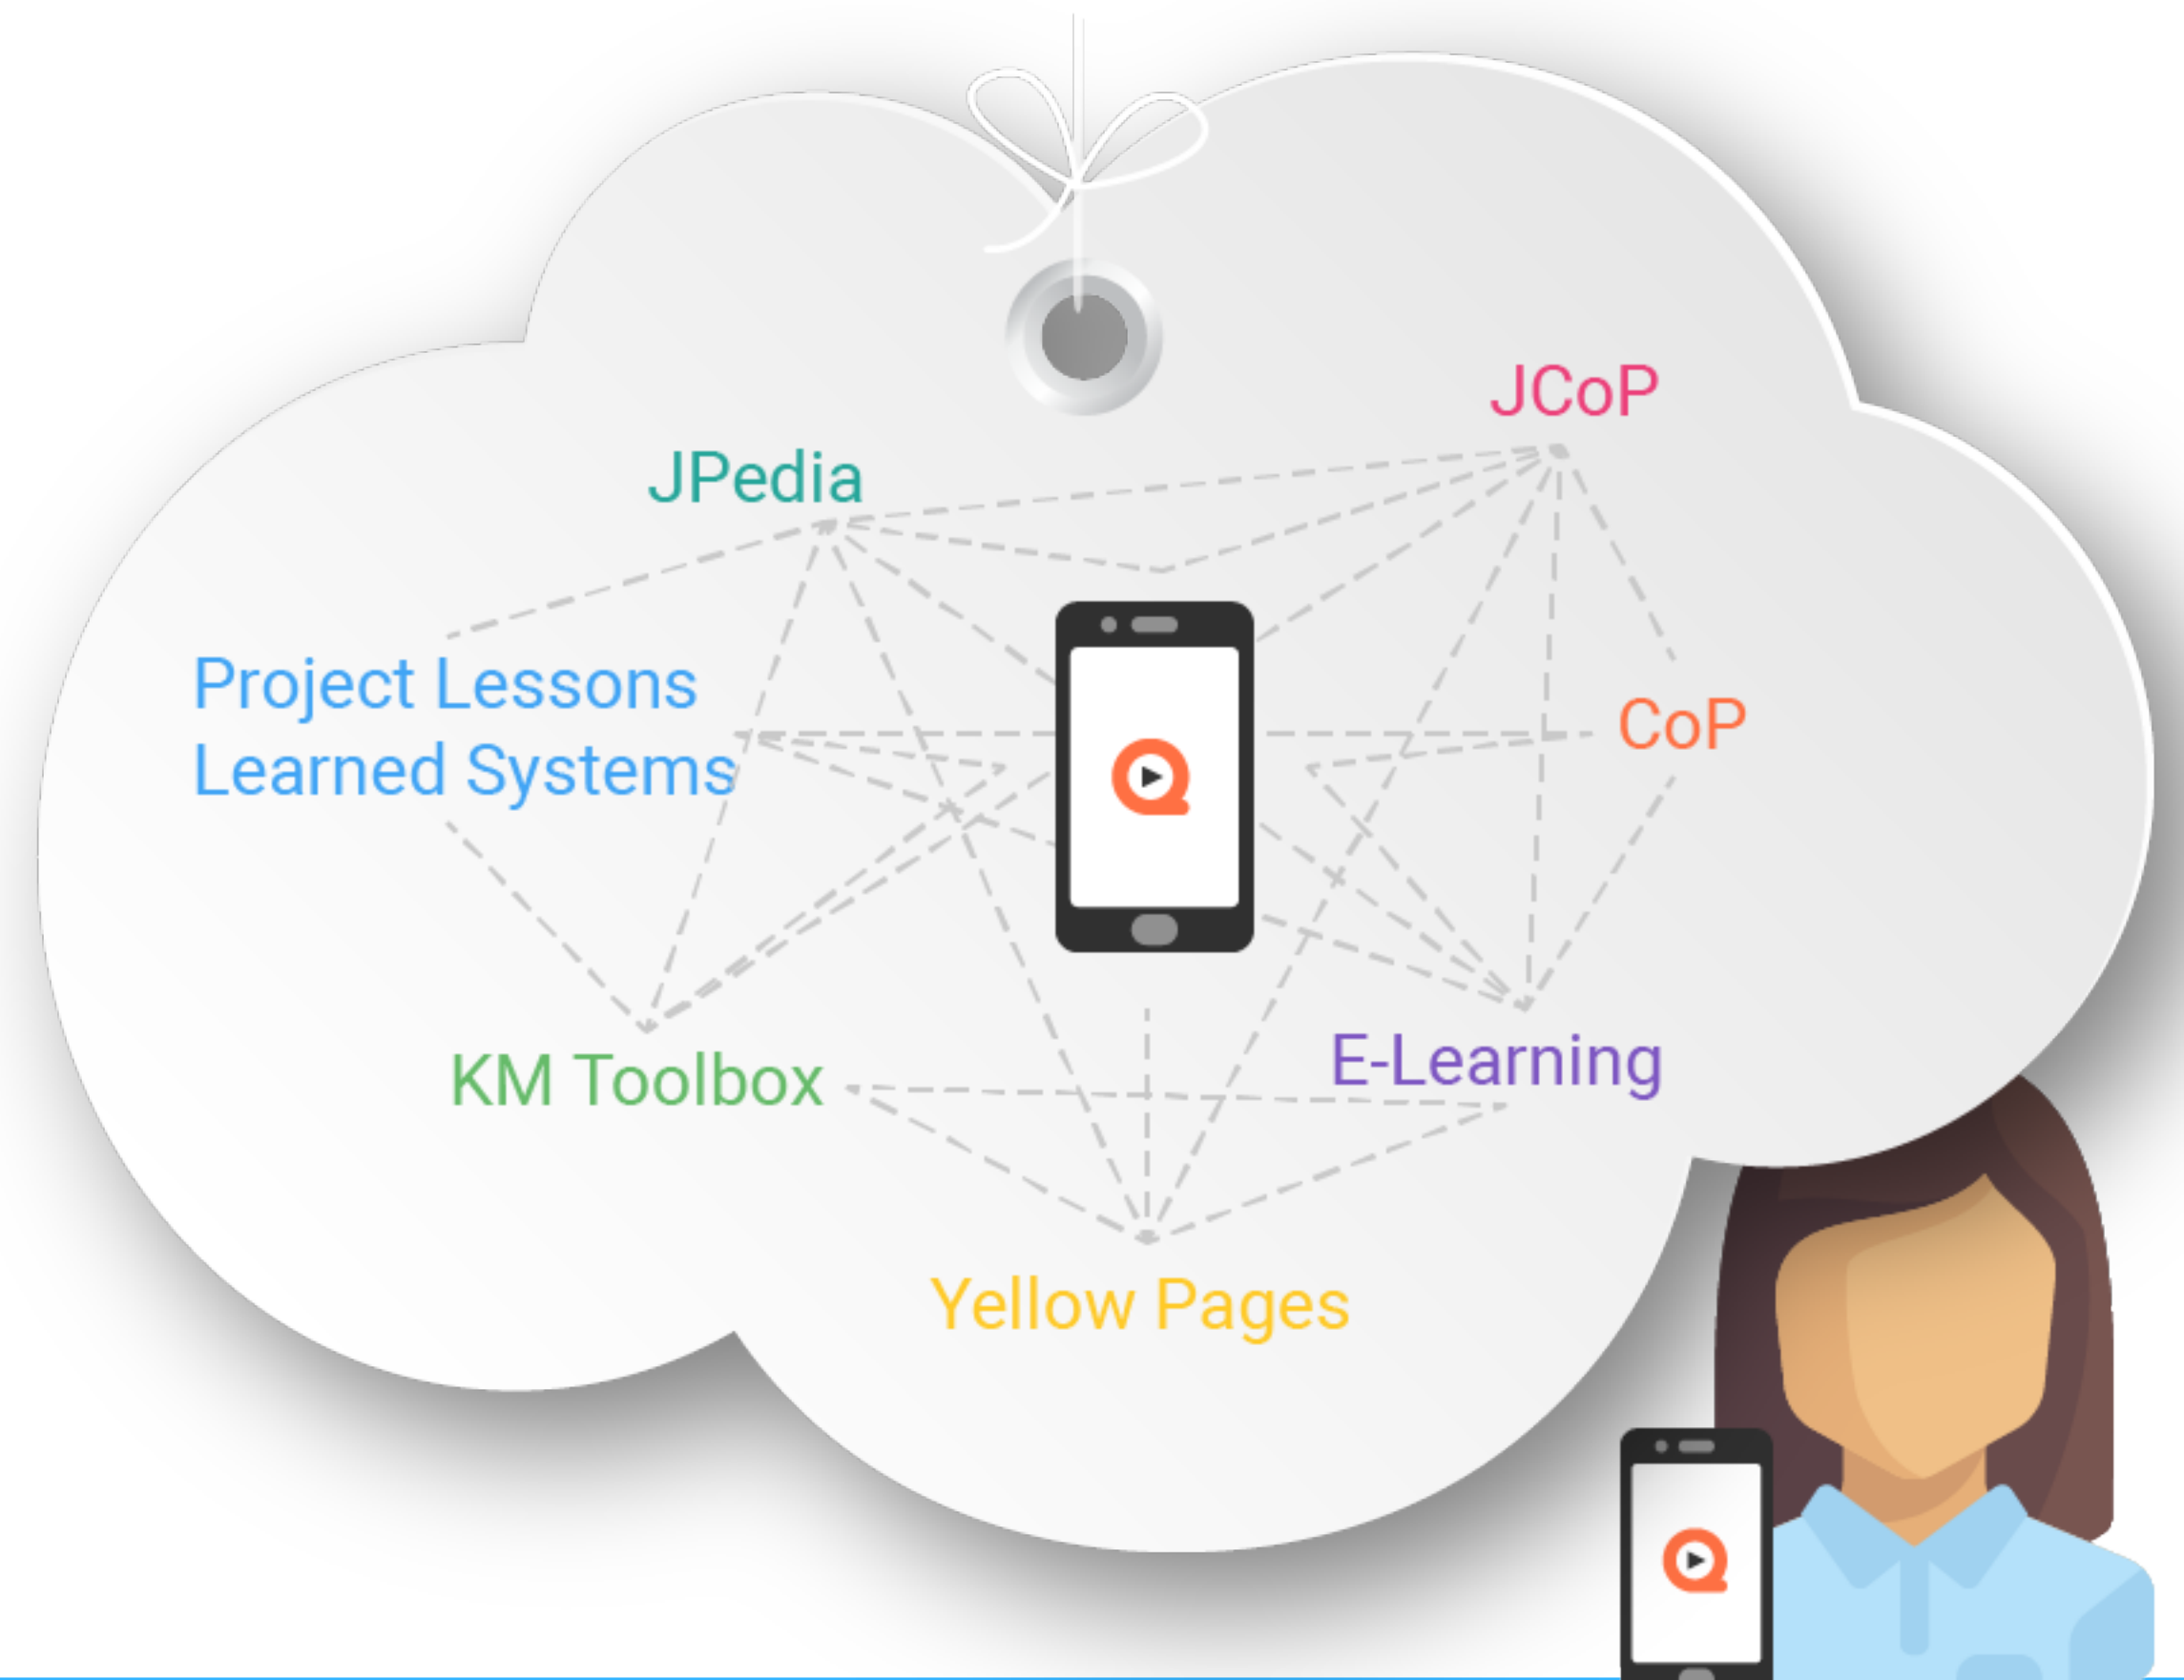 JCoP
JPedia
Project Lessons
Learned Systems
CoP
KM Toolbox
E-Learning
Yellow Pages